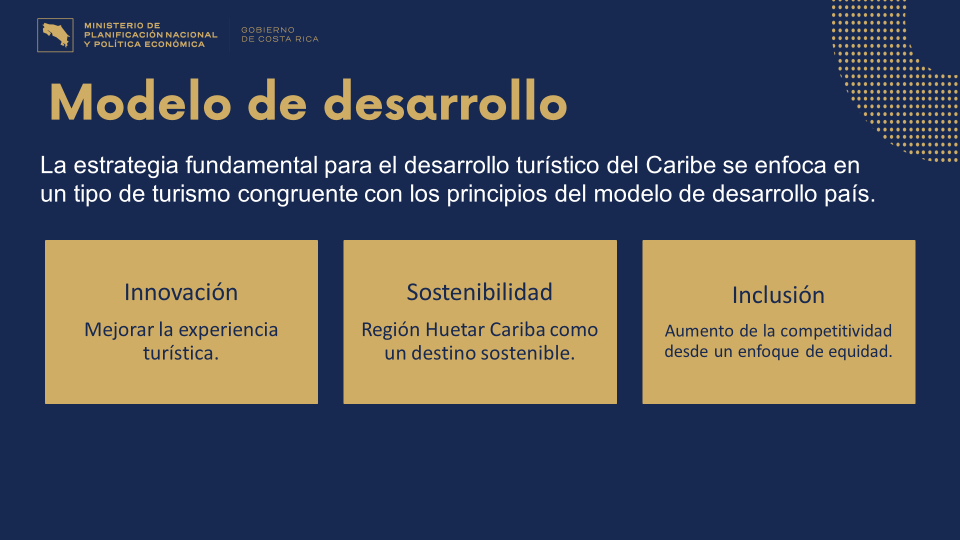 MINISTERIO DE
PLANIFICACIÓN NACIONAL
Y POLÍTICA ECONÓMICA
GOBIERNO
DE COSTA RICA
Modelo de desarrollo
La estrategia fundamental para el desarrollo turístico del Caribe se enfoca en
un tipo de turismo congruente con los principios del modelo de desarrollo país.
Innovación
Mejorar la experiencia
turística.
Sostenibilidad
Región Huetar Cariba como
un destino sostenible.
Inclusión
Aumento de la competitividad
desde un enfoque de equidad.